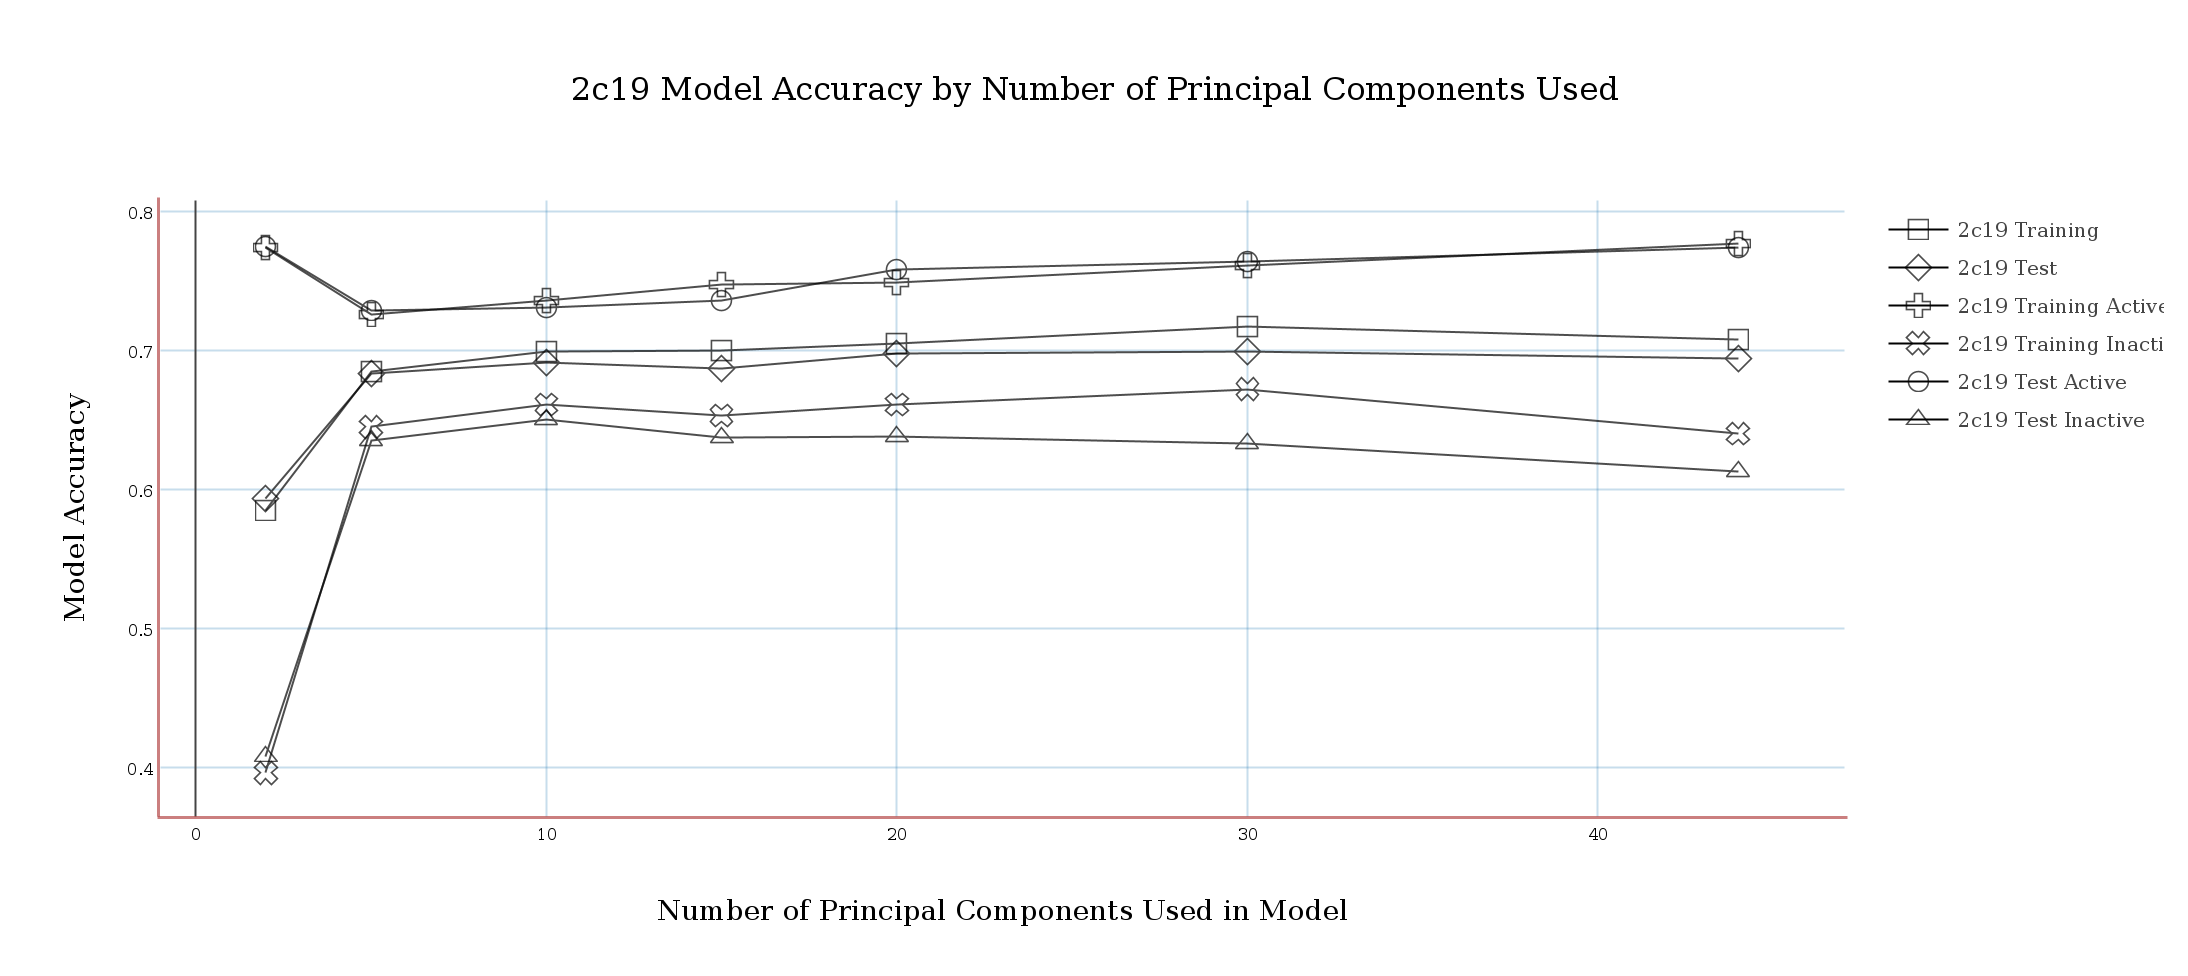 2c19 Model Accuracy by Number of Principal Components Used
0.8
0.7
0.6
0.5
0.4
Model Accuracy
0
10
20
30
40
Number of Principal Components Used in Model
2c19 Training
2c19 Test
2c19 Training Active
2c19 Training Inacti
2c19 Test Active
2c19 Test Inactive